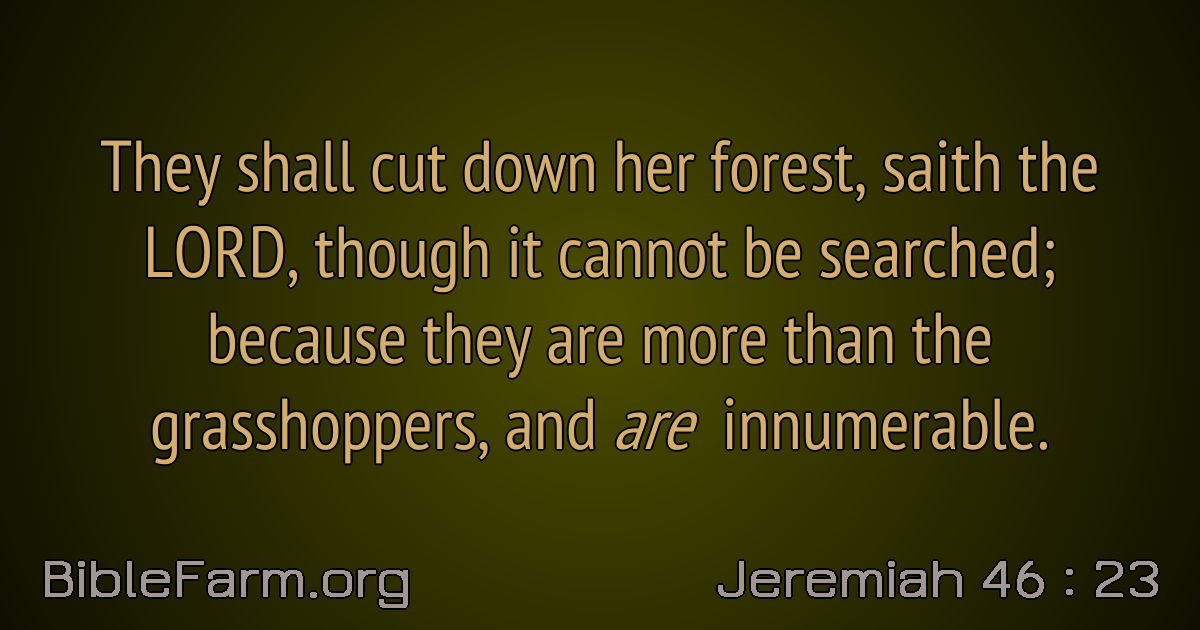 They shall cut down her forest, saith the
LORD, though it cannot be searched;
because they are more than the
grasshoppers, and are innumerable.
BibleFarm.org
Jeremiah 46 : 23